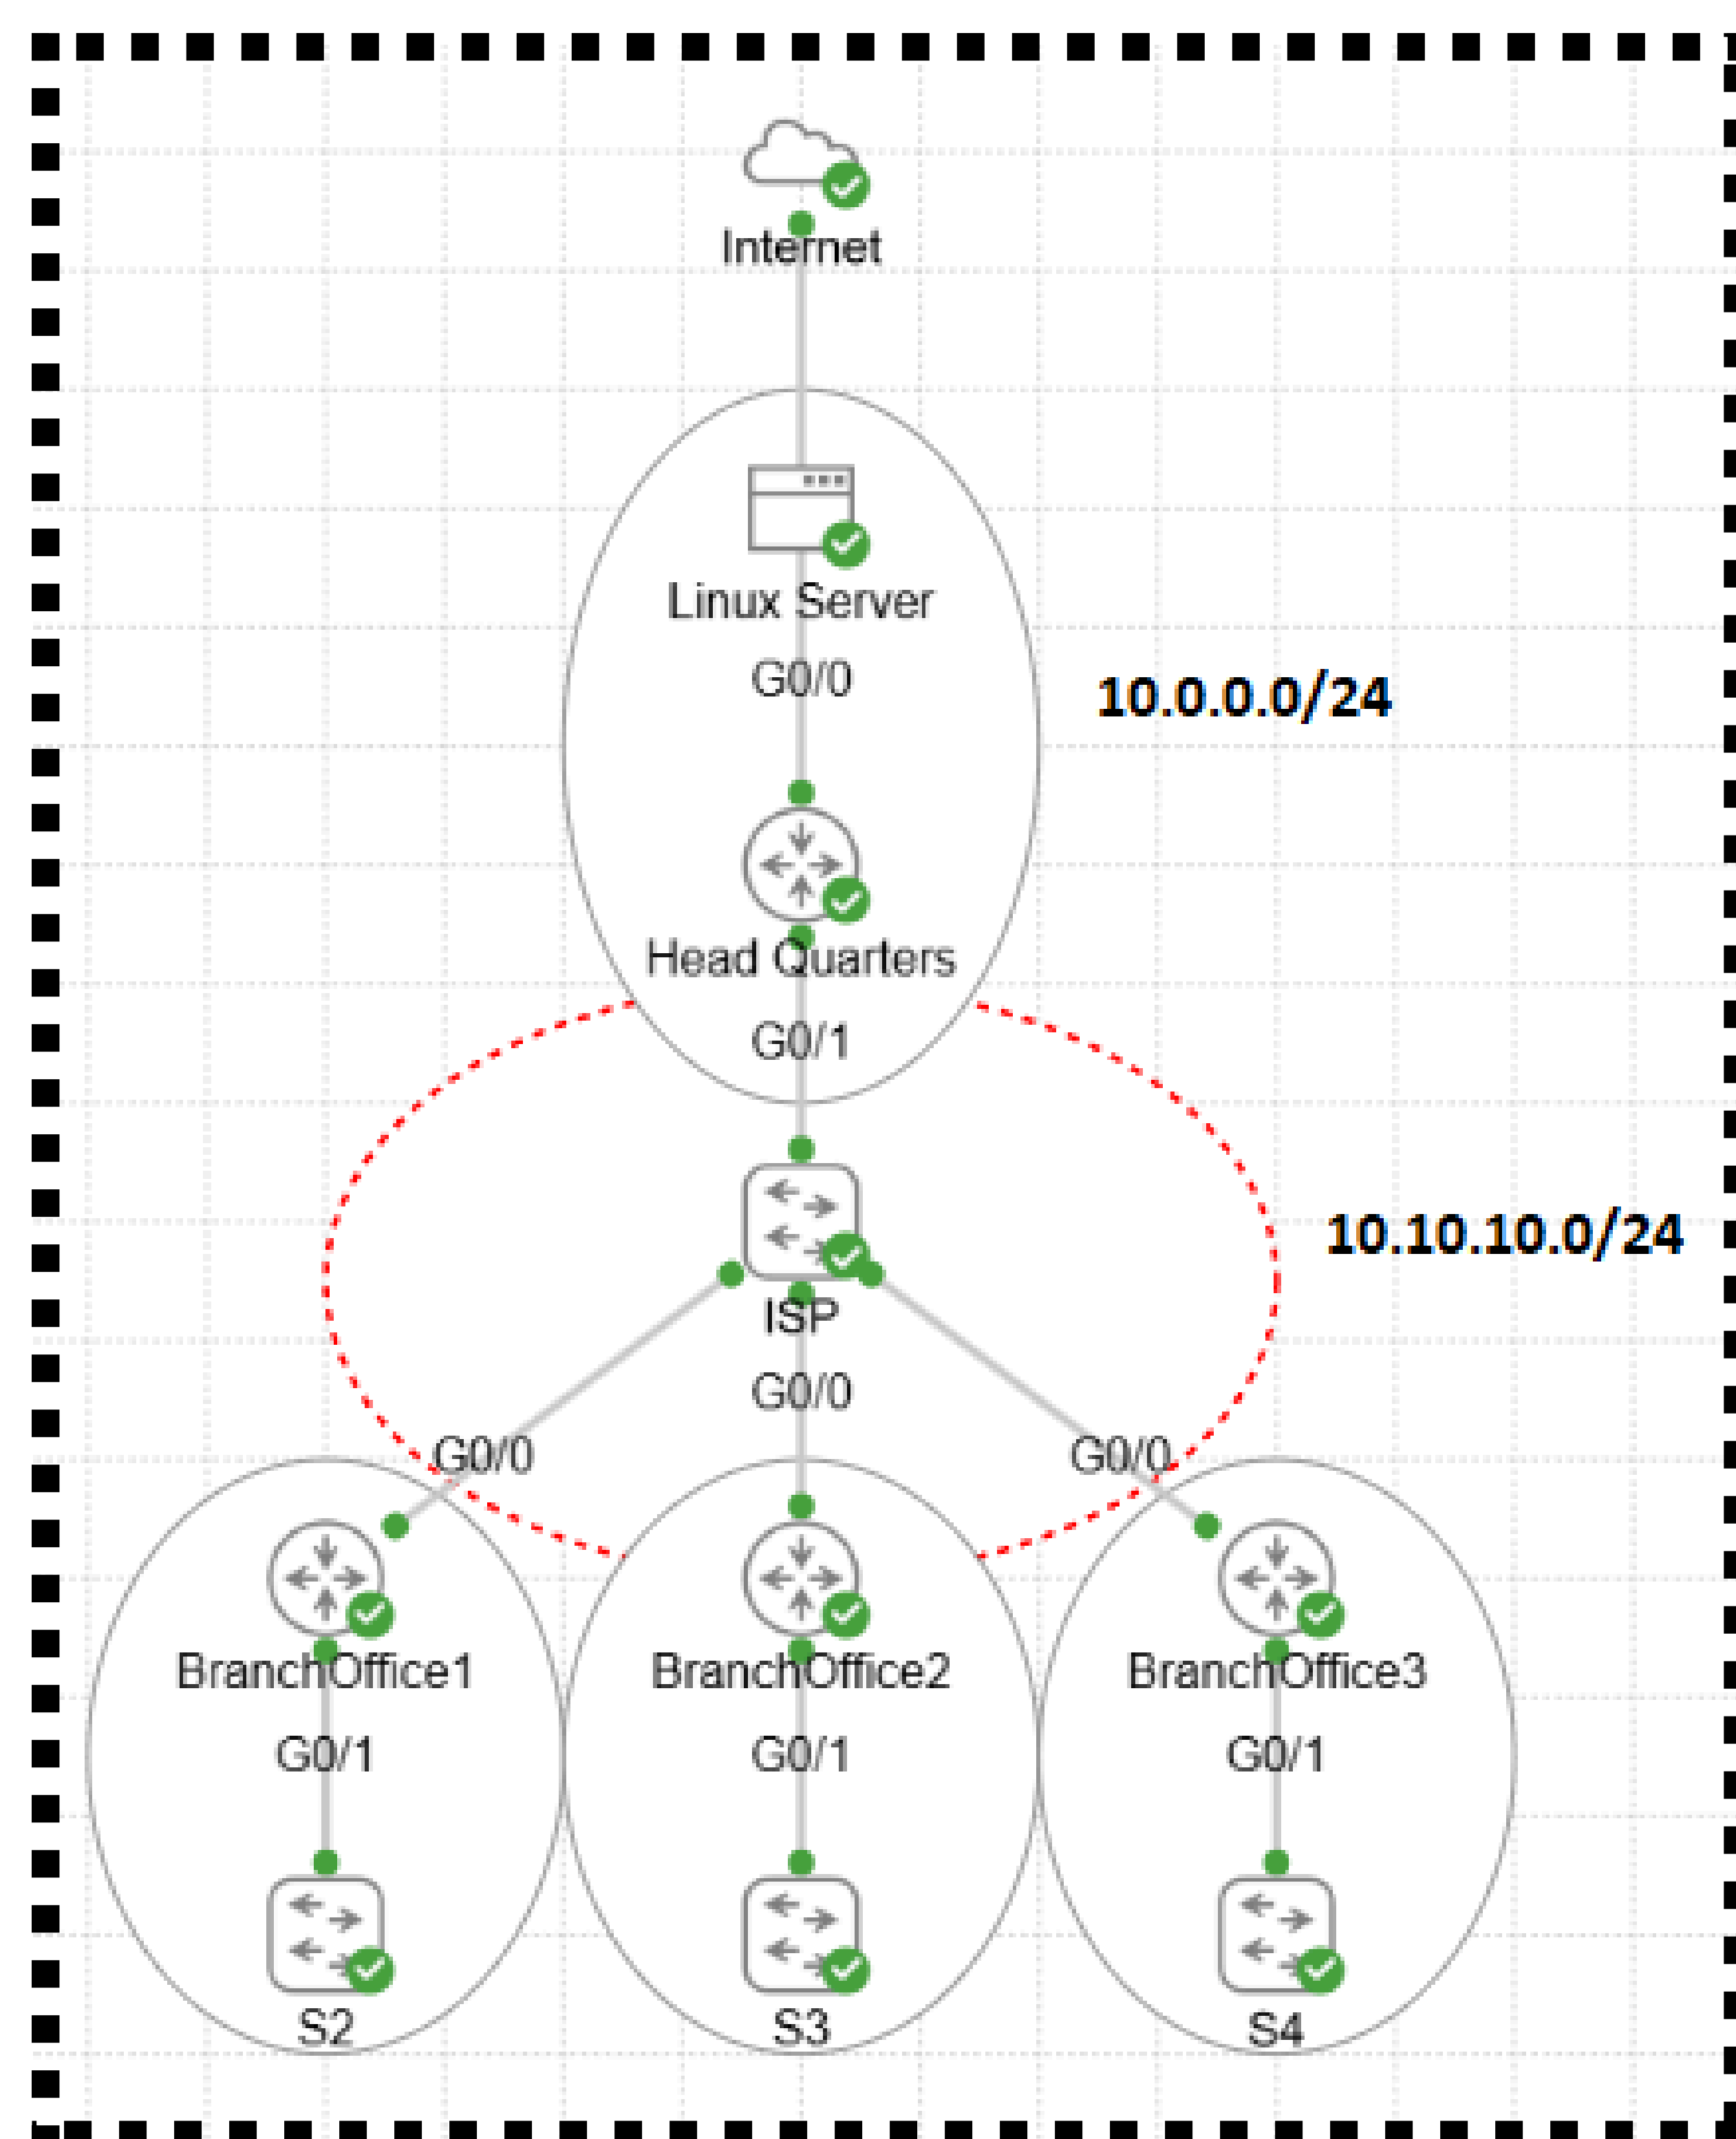 Internet
Linux Server
G0/0
10.0.0.0/24
Head Quarters
G0/1
10.10.10.0/24
ISP
G0/0
G0/0
G0/0
BranchOffice1
BranchOffice2
BranchOffice3
G0/1
G0/1
G0/1
S2
S3
S4